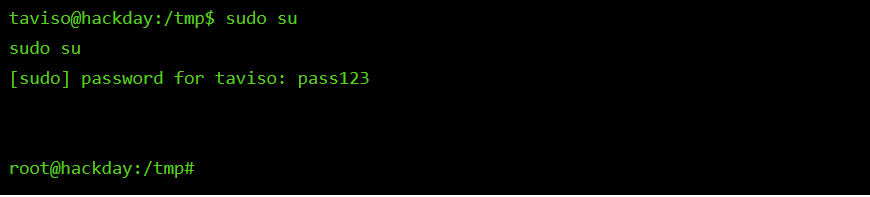 taviso@hackday:/tmp$ sudo su
sudo su
[sudo] password for taviso: pass123
root@hackday:/tmp#